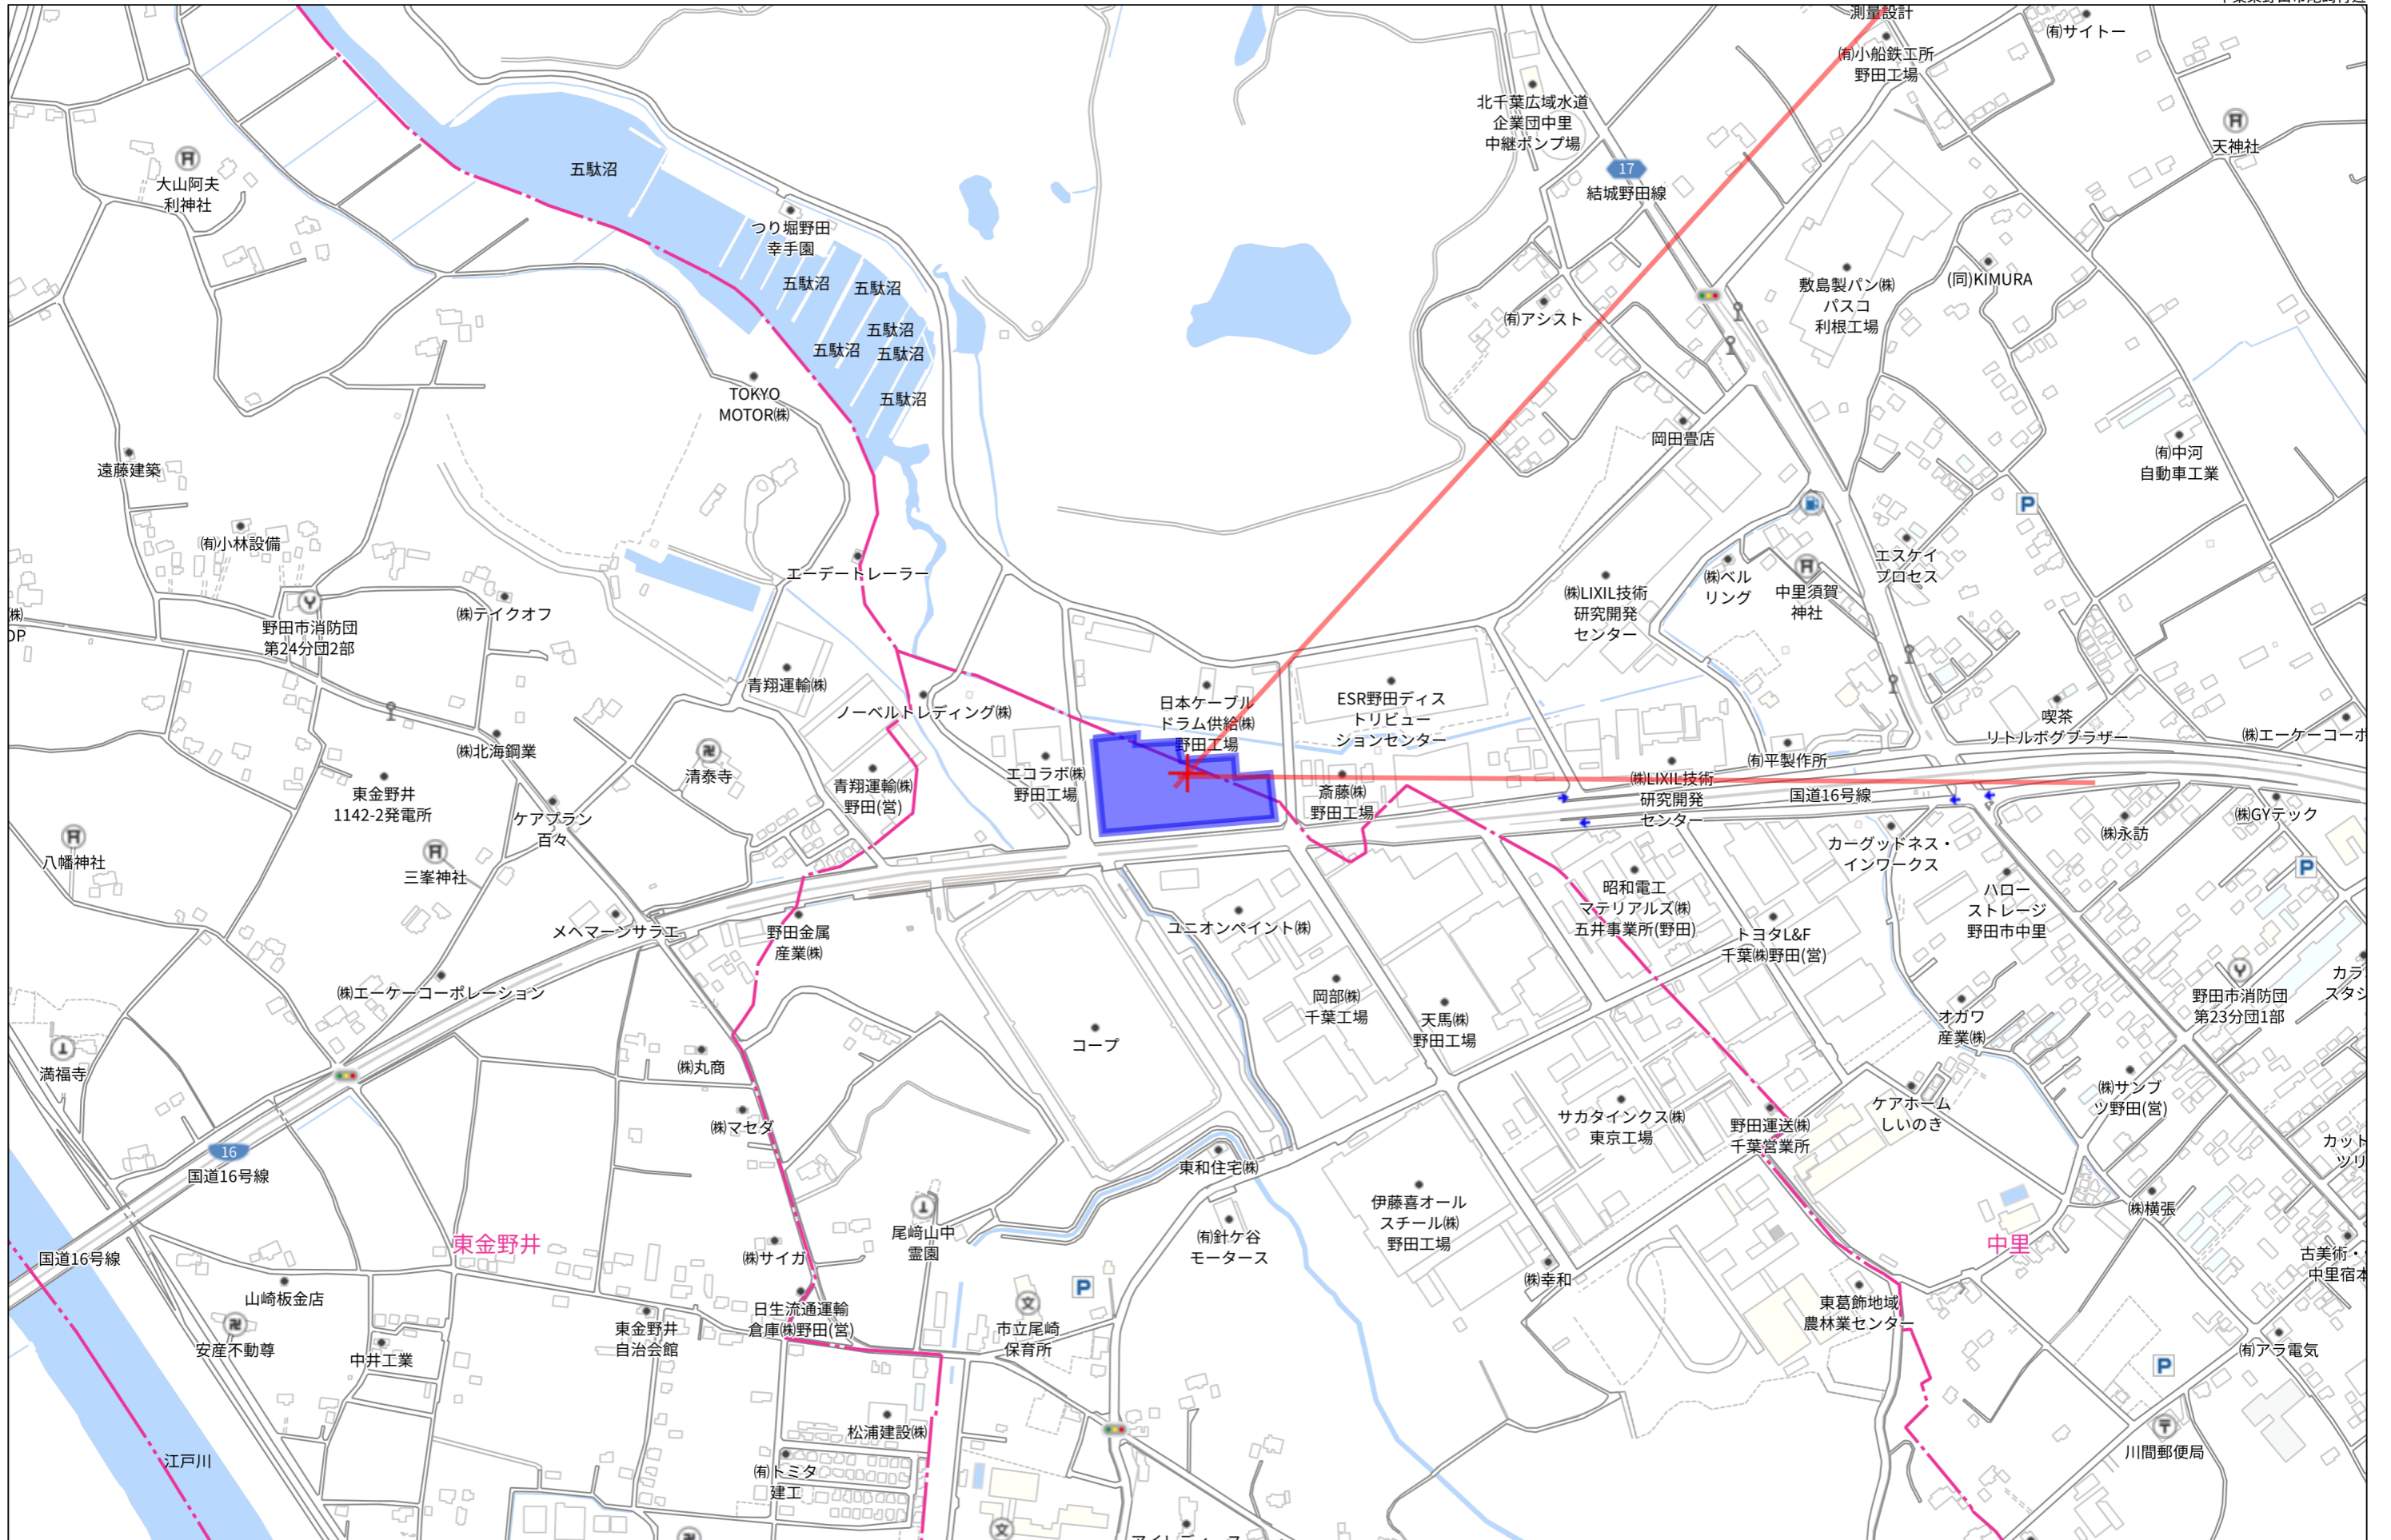 測量設計
㈲小船鉄工所
野田工場
㈲サイトー
北千葉広域水道
企業団中里
中継ポンプ場
天神社
17
結城野田線
五駄沼
大山阿夫
利神社
つり堀野田
幸手園
五駄沼
五駄沼
五駄沼
五駄沼
五駄沼
五駄沼
敷島製パン㈱
パスコ
利根工場
(同)KIMURA
㈲アシスト
TOKYO
MOTOR㈱
岡田畳店
㈲中河
自動車工業
遠藤建築
P
㈲小林設備
エーデートレーラー
エスケイ
プロセス
㈱ベル
リング
中里須賀
神社
㈱LIXIL技術
研究開発
センター
㈱テイクオフ
㈱
OP
野田市消防団
第24分団2部
青翔運輸㈱
ノーベルトレディング㈱
日本ケーブル
ドラム供給㈱
野田工場
ESR野田ディス
トリビュー
ションセンター
喫茶
リトルボグブラザー
㈱エーケーコーポ
㈱北海鋼業
清泰寺
㈲平製作所
エコラボ㈱
野田工場
東金野井
1142-2発電所
青翔運輸㈱
野田(営)
斎藤㈱
野田工場
㈱LIXIL技術
研究開発
センター
国道16号線
㈱GYテック
㈱永訪
ケアプラン
百々
八幡神社
三峯神社
カーグッドネス・
インワークス
P
昭和電工
マテリアルズ㈱
五井事業所(野田)
ハロー
ストレージ
野田市中里
メヘマーンサラエ
野田金属
産業㈱
ユニオンペイント㈱
トヨタL&F
千葉㈱野田(営)
㈱エーケーコーポレーション
岡部㈱
千葉工場
天馬㈱
野田工場
野田市消防団
第23分団1部
カラ
スタジ
オガワ
産業㈱
コープ
満福寺
㈱丸商
㈱サンブ
ツ野田(営)
ケアホーム
しいのき
㈱マセダ
サカタインクス㈱
東京工場
野田運送㈱
千葉営業所
カット
ツリ
16
国道16号線
東和住宅㈱
伊藤喜オール
スチール㈱
野田工場
㈱横張
尾﨑山中
霊園
㈲針ケ谷
モータース
東金野井
中里
国道16号線
㈱サイガ
㈱幸和
古美術・
中里宿本
P
山崎板金店
日生流通運輸
倉庫㈱野田(営)
東金野井
自治会館
市立尾崎
保育所
東葛飾地域
農林業センター
安産不動尊
中井工業
㈲アラ電気
P
松浦建設㈱
川間郵便局
江戸川
㈲トミタ
建工